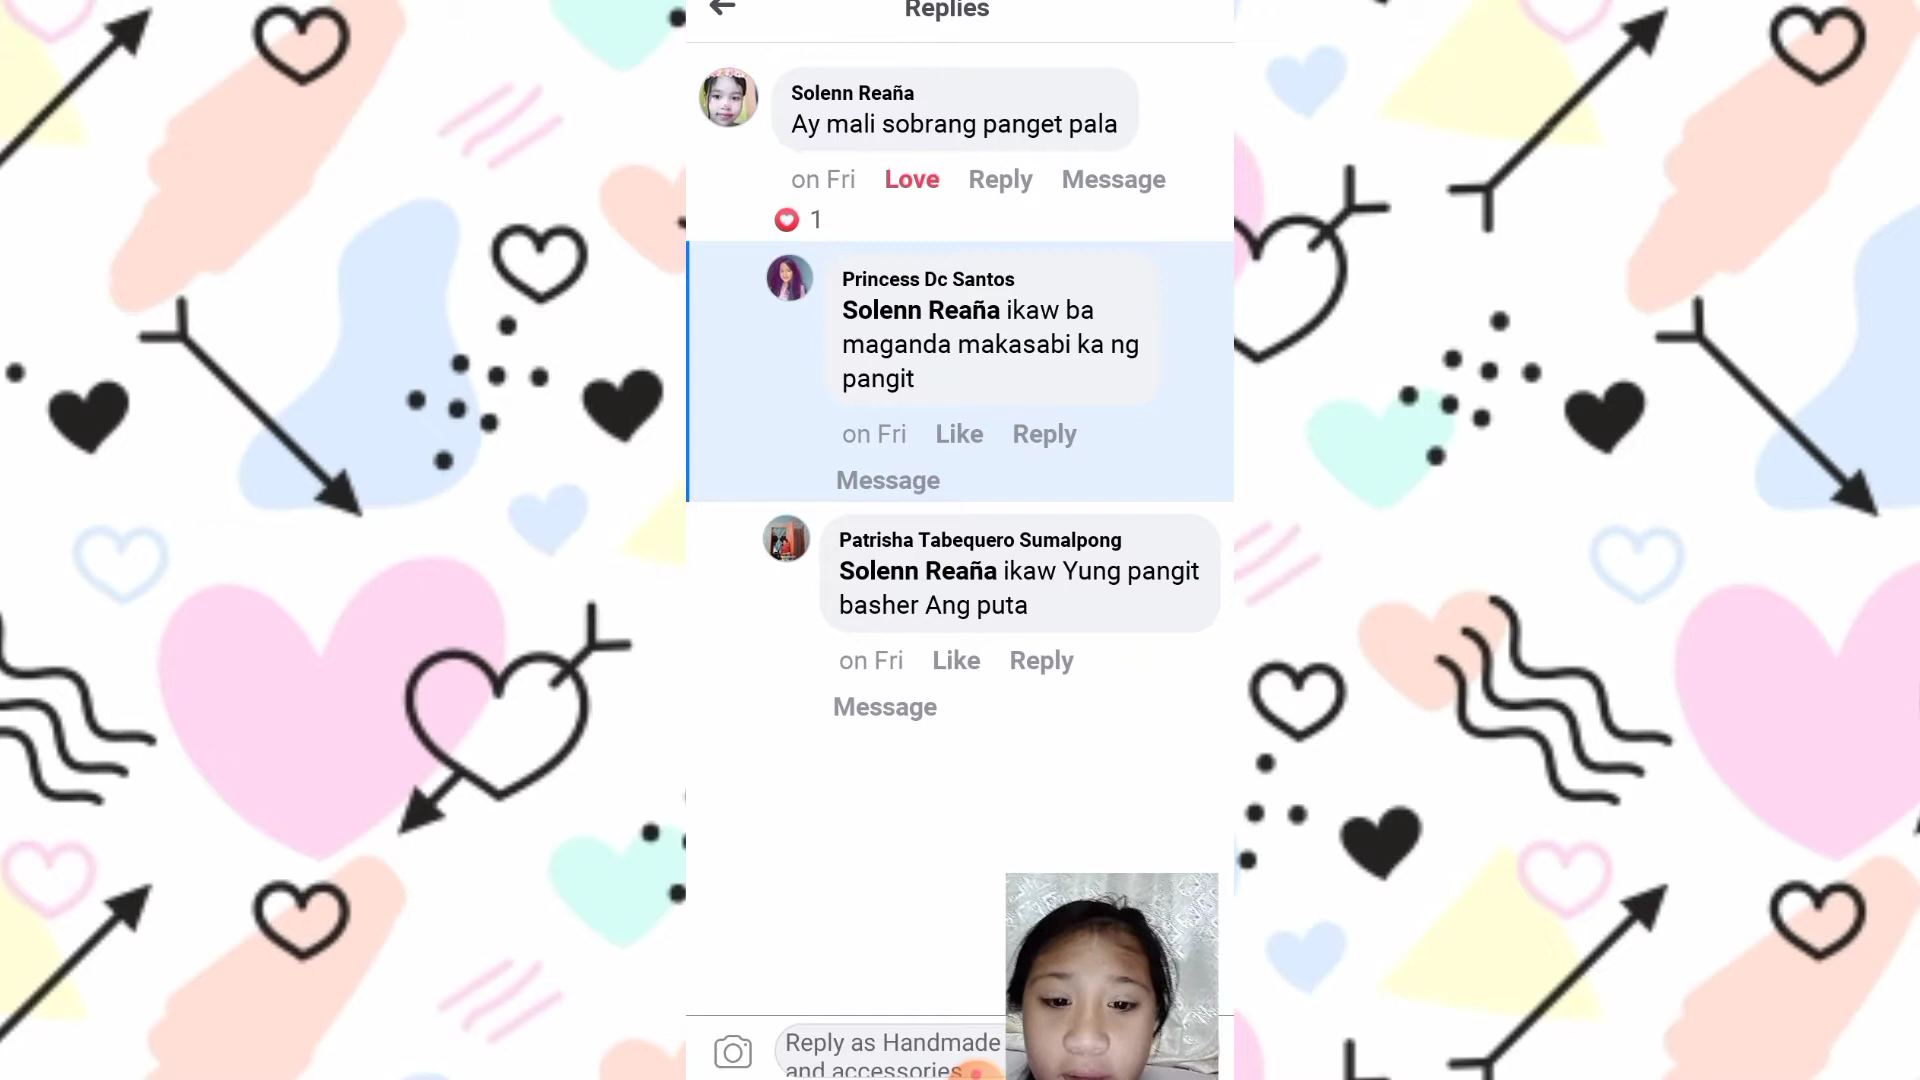 Replies
Solenn Reaña
Ay mali sobrang panget pala
on Fri Love Reply Message
1
Princess Dc Santos
Solenn Reaña ikaw ba
maganda makasabi ka ng
pangit
on Fri Like Reply
Message
Patrisha Tabequero Sumalpong
Solenn Reaña ikaw Yung pangit
basher Ang puta
on Fri Like Reply
Message
Reply as Handmade
and accessories